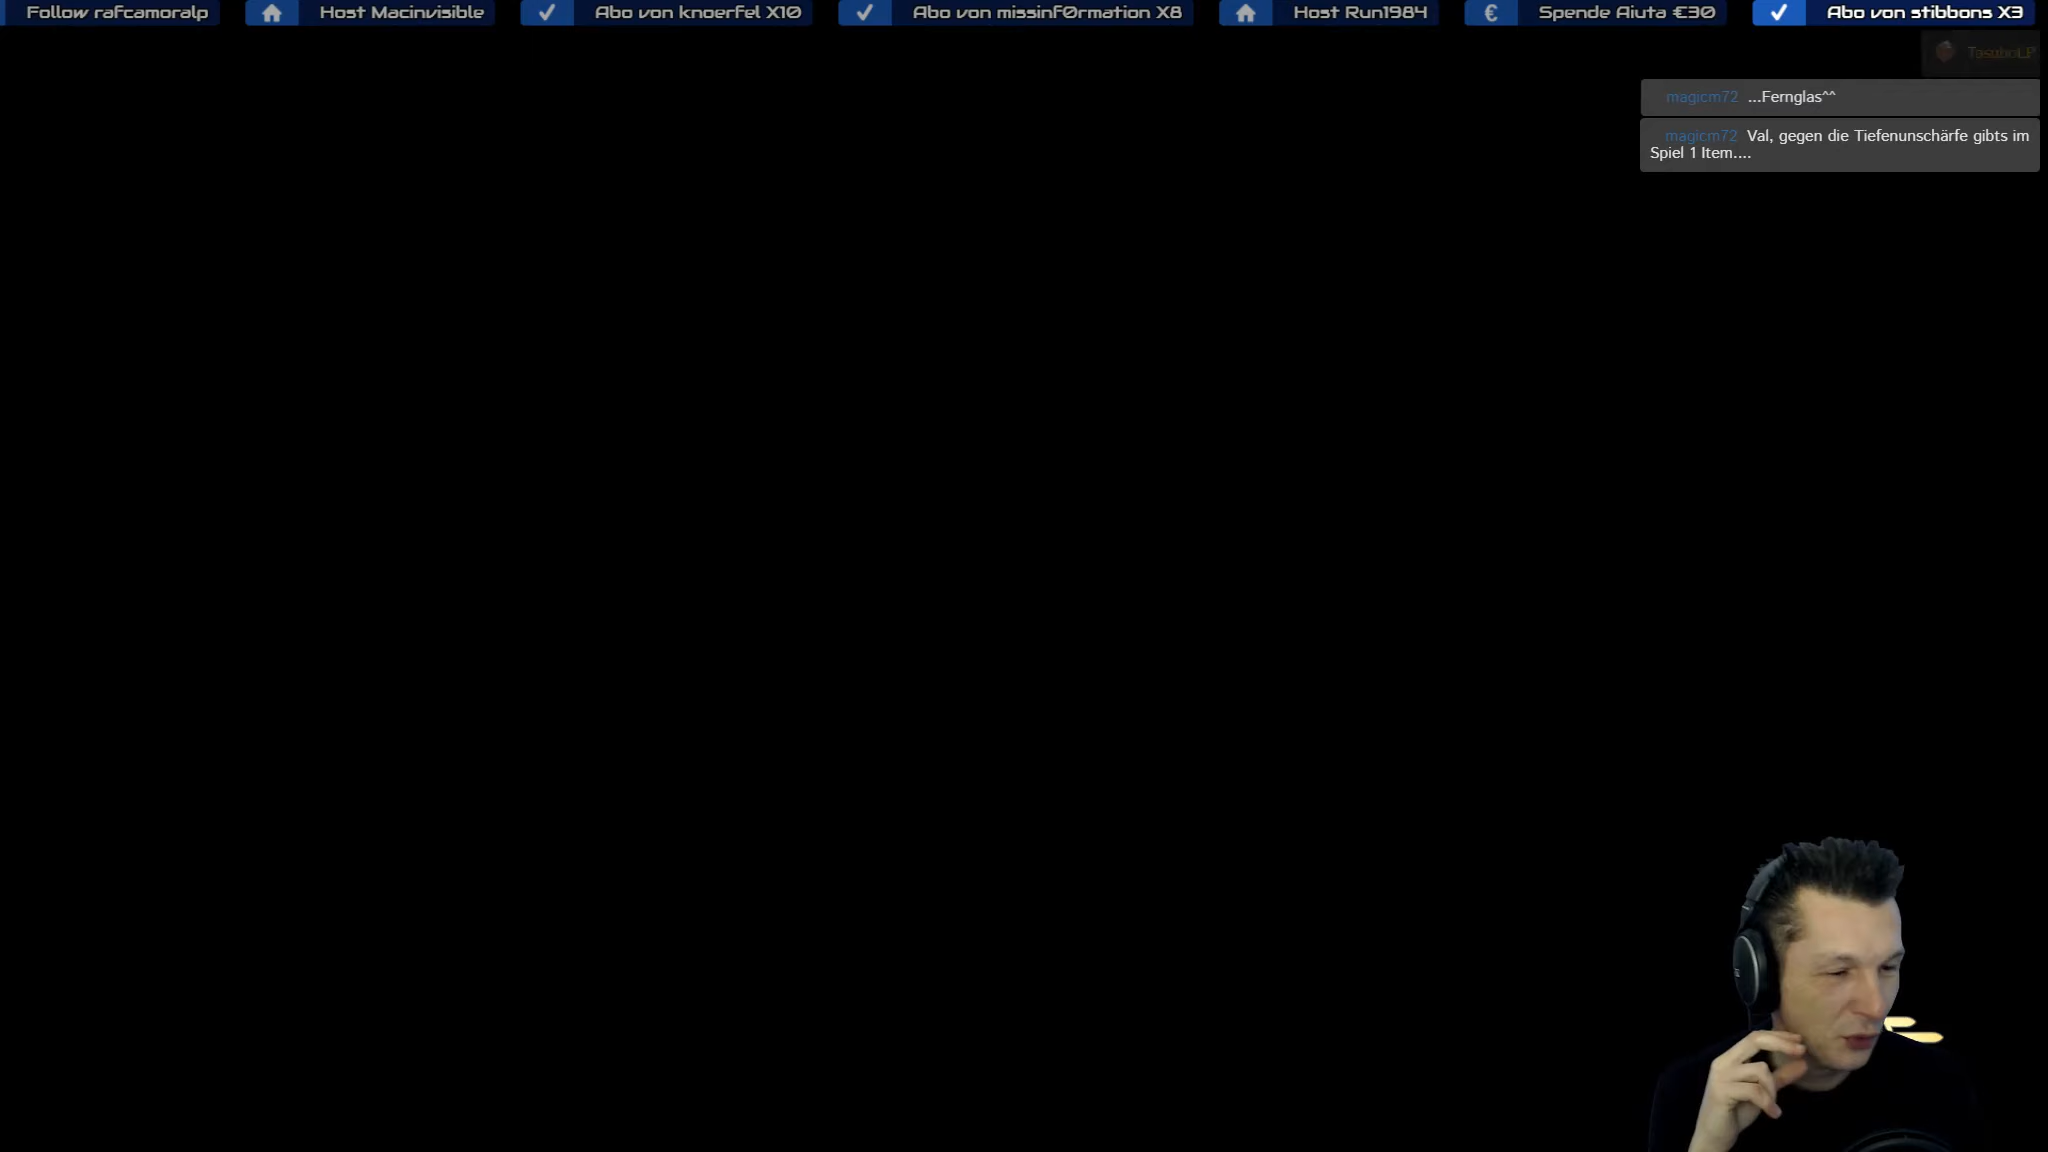 Follow rafcamoralp
Host Macinvisible
Abo von knoerfel X10
Abo von missinf0rmation X8
Host Run1984
€ Spende Aiuta €30
Abo von stibbons X3
TasuboLP
magicm72 ...Fernglas^^
magicm72 Val, gegen die Tiefenunschärfe gibts im
Spiel 1 Item....